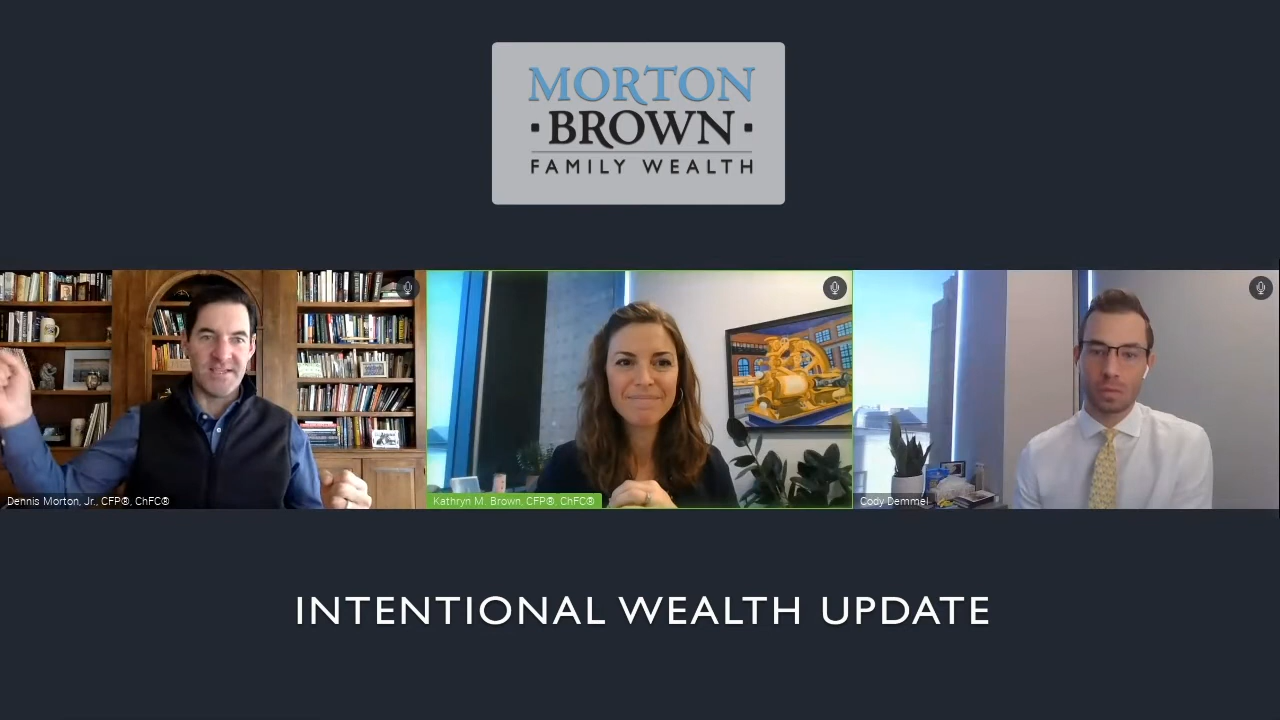 MORTON
·BROWN·
FAMILY WEALTH
Dennis Morton, Jr., CFP®, ChFC®
Kathryn M. Brown, CFP®, ChFC®
Cody Demmel
INTENTIONAL WEALTH UPDATE